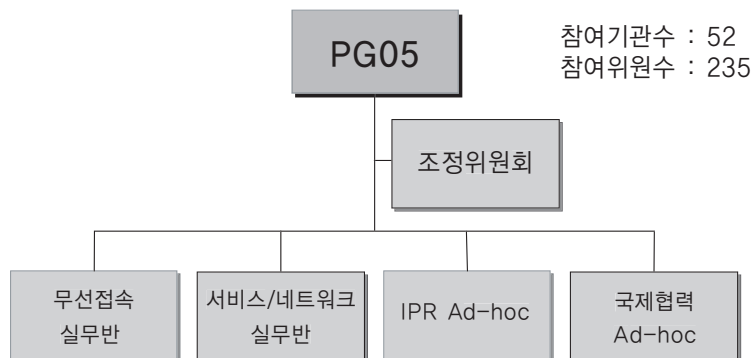 PG05
참여기관수 : 52
참여위원수 : 235
조정위원회
무선접속
실무반
서비스/네트워크
실무반
IPR Ad-hoc
국제협력
Ad-hoc